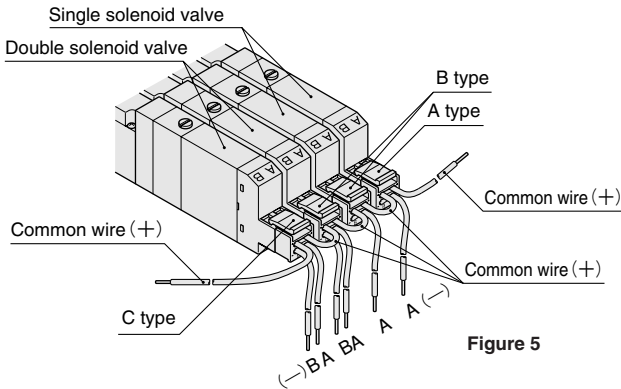 Single solenoid valve
Double solenoid valve
B type
A type
A B
A B
A B
A B
Common wire (+)
Common wire (+)
Common wire (+)
C type
(−) B A B A A A (−)
Figure 5